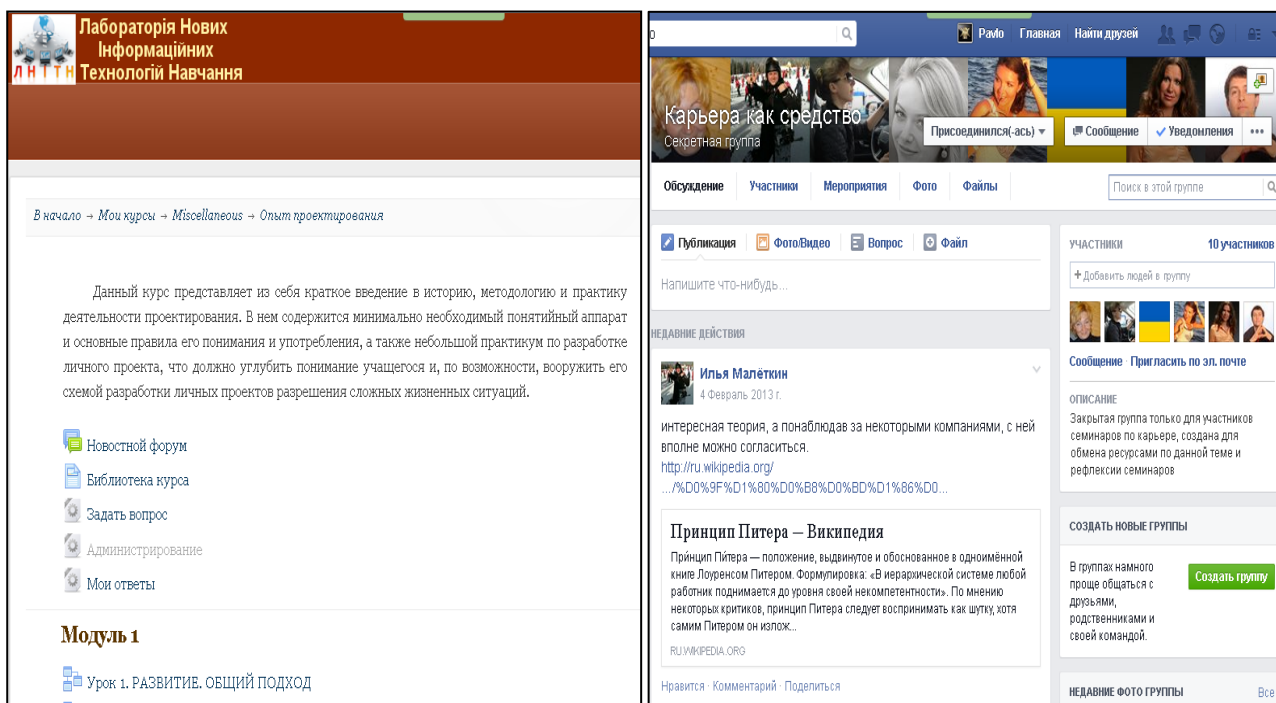 Лабораторія Нових
Інформаційних
Технологій Навчання
ЛНІТН
В начало → Мои курсы → Miscellaneous → Опыт проектирования
Данный курс представляет из себя краткое введение в историю, методологию и практику
деятельности проектирования. В нем содержится минимально необходимый понятийный аппарат
и основные правила его понимания и употребления, а также небольшой практикум по разработке
личного проекта, что должно углубить понимание учащегося и, по возможности, вооружить его
схемой разработки личных проектов разрешения сложных жизненных ситуаций.
Новостной форум
Библиотека курса
Задать вопрос
Администрирование
Мои ответы
Модуль 1
Урок 1. РАЗВИТИЕ. ОБЩИЙ ПОДХОД
Pavlo Главная Найти друзей
Карьера как средство
Секретная группа
Присоединился(-ась) Сообщение Уведомления
Обсуждение Участники Мероприятия Фото Файлы
Поиск в этой группе
Публикация Фото/Видео Вопрос Файл
Напишите что-нибудь...
НЕДАВНИЕ ДЕЙСТВИЯ
Илья Малёткин
4 Февраль 2013 г.
интересная теория, а понаблюдав за некоторыми компаниями, с ней
вполне можно согласиться.
http://ru.wikipedia.org/
.../%D0%9F%D1%80%D0%B8%D0%BD%D1%86%D0...
Принцип Питера — Википедия
При́нцип Пи́тера — положение, выдвинутое и обоснованное в одноимённой
книге Лоуренсом Питером. Формулировка: «В иерархической системе любой
работник поднимается до уровня своей некомпетентности». По мнению
некоторых критиков, принцип Питера следует воспринимать как шутку, хотя
самим Питером он излож...
RU.WIKIPEDIA.ORG
Нравится · Комментарий · Поделиться
УЧАСТНИКИ 10 участников
+ Добавить людей в группу
Сообщение · Пригласить по эл. почте
ОПИСАНИЕ
Закрытая группа только для участников
семинаров по карьере, создана для
обмена ресурсами по данной теме и
рефлексии семинаров
СОЗДАТЬ НОВЫЕ ГРУППЫ
В группах намного
проще общаться с
друзьями,
родственниками и
своей командой.
Создать группу
НЕДАВНИЕ ФОТО ГРУППЫ Все